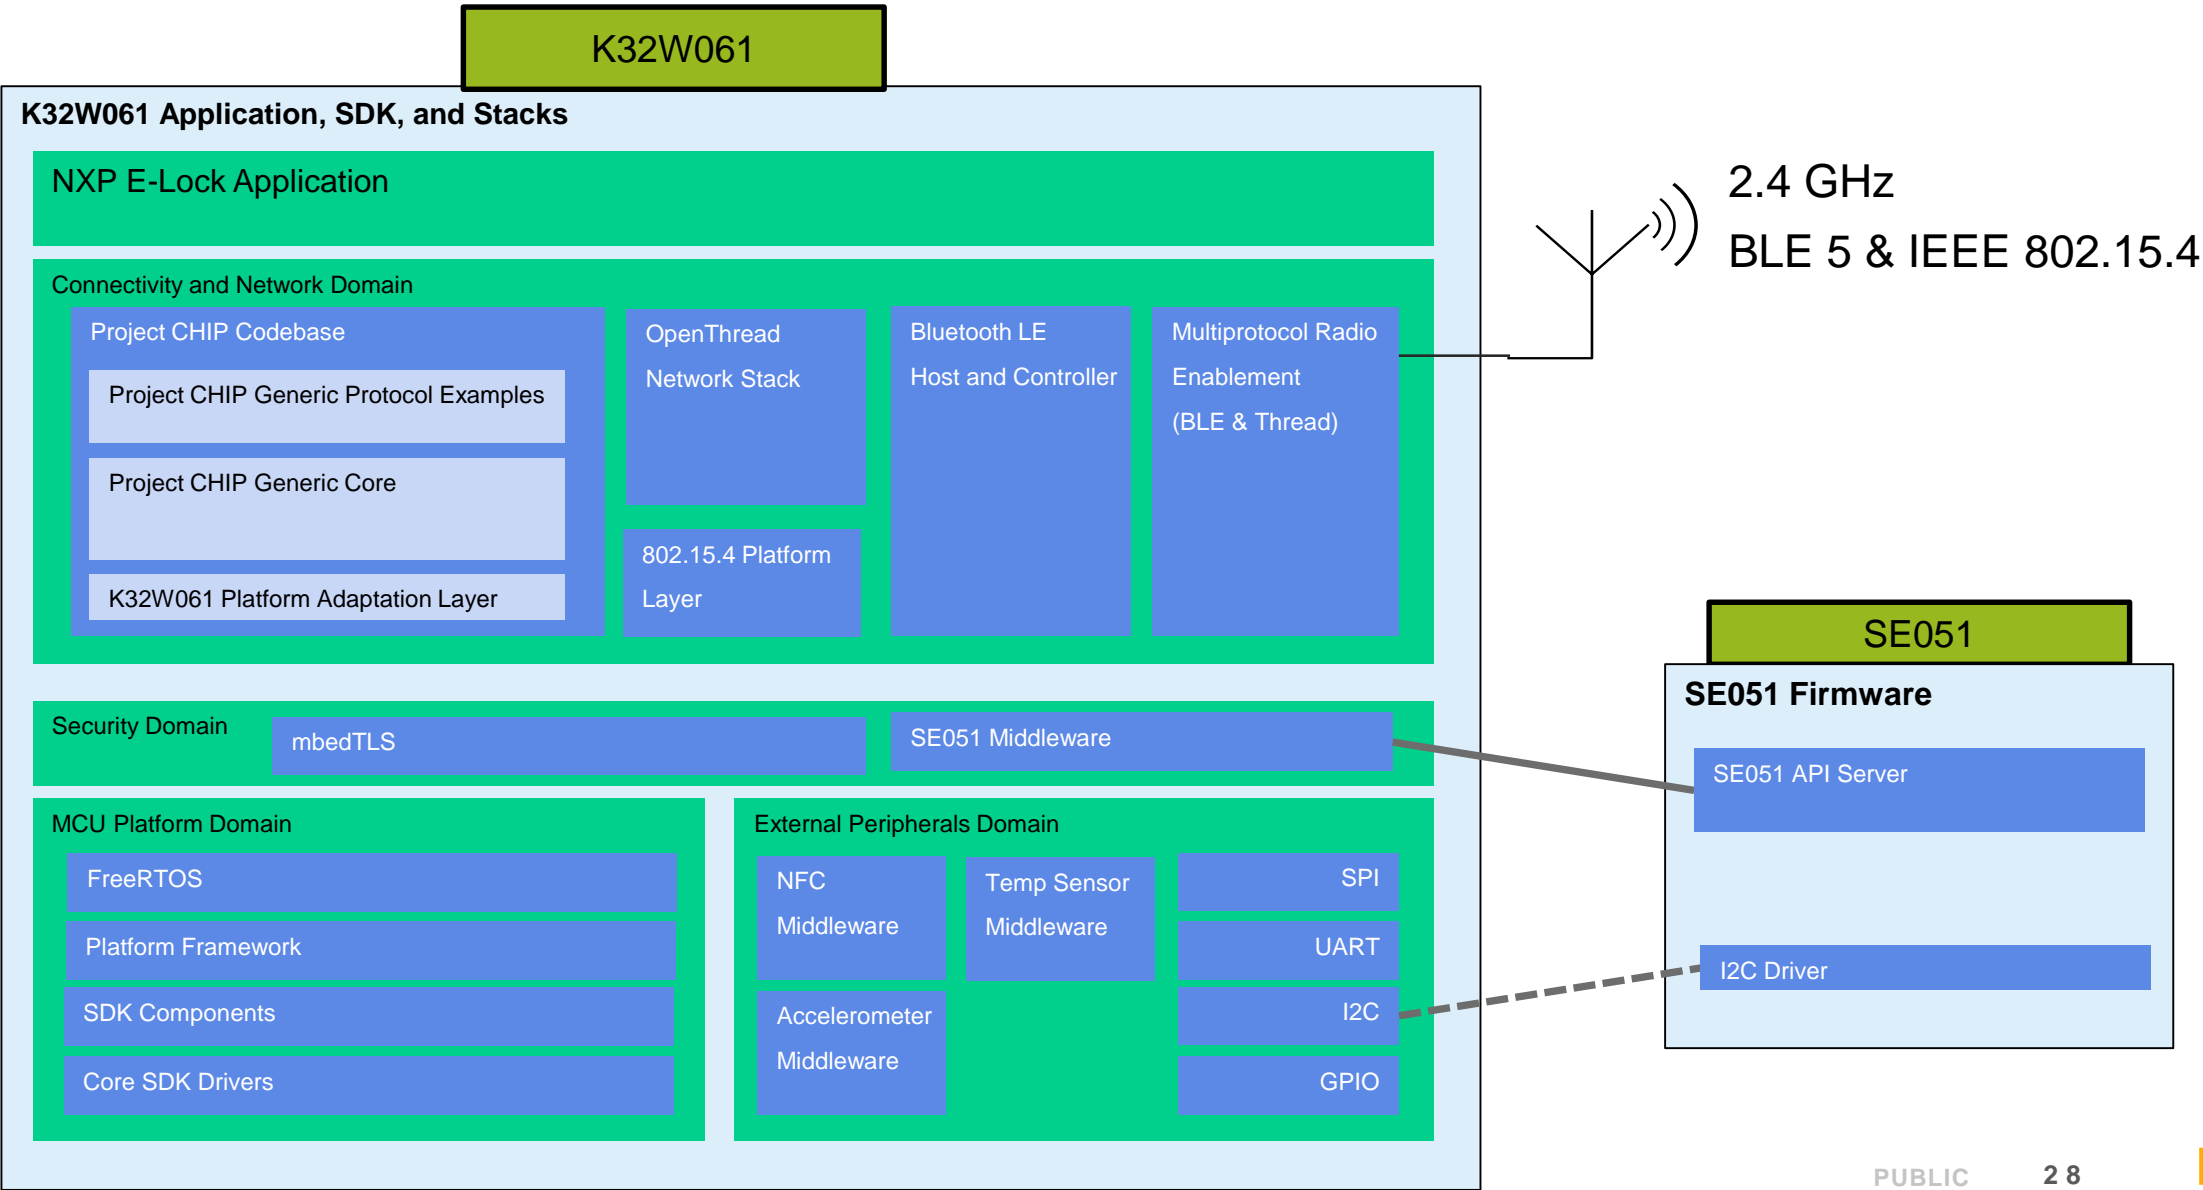 K32W061
K32W061 Application, SDK, and Stacks
NXP E-Lock Application
Connectivity and Network Domain
Project CHIP Codebase
Project CHIP Generic Protocol Examples
Project CHIP Generic Core
K32W061 Platform Adaptation Layer
OpenThread
Network Stack
802.15.4 Platform
Layer
Bluetooth LE
Host and Controller
Multiprotocol Radio
Enablement
(BLE & Thread)
2.4 GHz
BLE 5 & IEEE 802.15.4
Security Domain
mbedTLS
SE051 Middleware
MCU Platform Domain
FreeRTOS
Platform Framework
SDK Components
Core SDK Drivers
External Peripherals Domain
NFC
Middleware
Temp Sensor
Middleware
Accelerometer
Middleware
SPI
UART
I2C
GPIO
SE051
SE051 Firmware
SE051 API Server
I2C Driver
PUBLIC 28